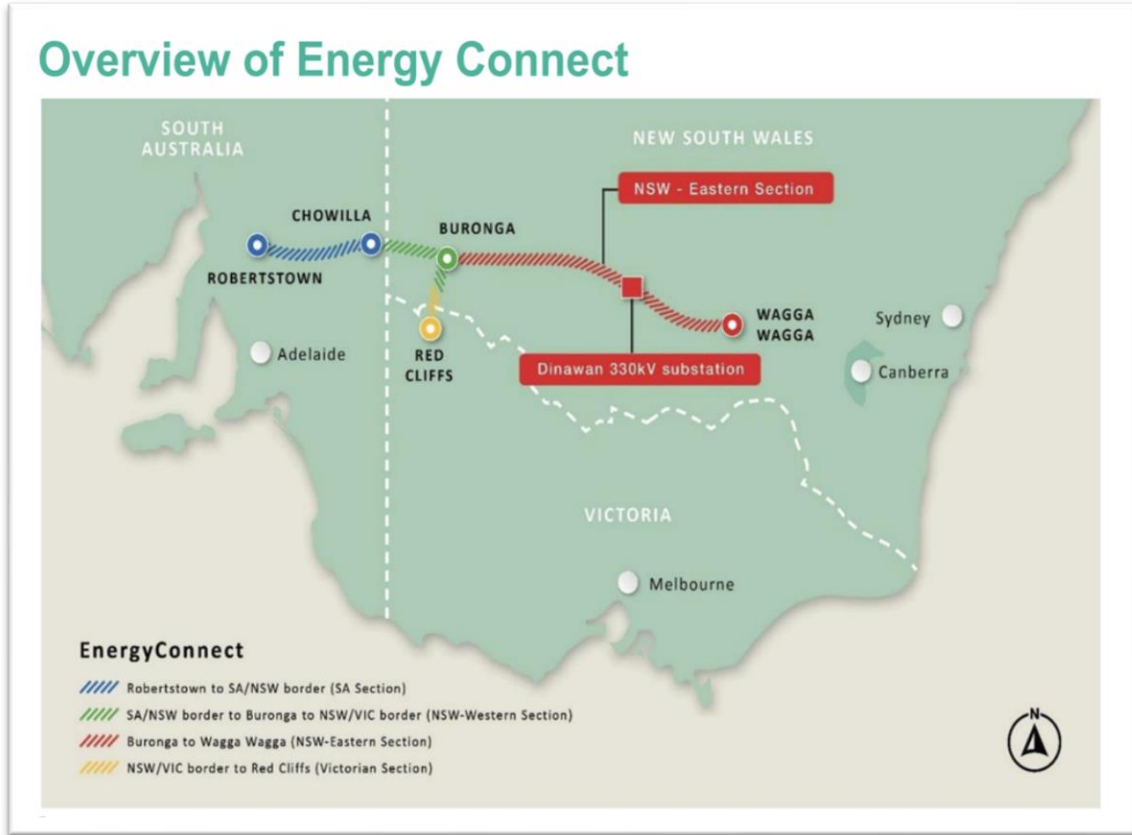 Overview of Energy Connect
SOUTH
AUSTRALIA
NEW SOUTH WALES
NSW - Eastern Section
CHOWILLA
BURONGA
ROBERTSTOWN
WAGGA
WAGGA
Sydney
Adelaide
RED
CLIFFS
Dinawan 330kV substation
Canberra
VICTORIA
Melbourne
EnergyConnect
Robertstown to SA/NSW border (SA Section)
SA/NSW border to Buronga to NSW/VIC border (NSW-Western Section)
Buronga to Wagga Wagga (NSW-Eastern Section)
NSW/VIC border to Red Cliffs (Victorian Section)
N